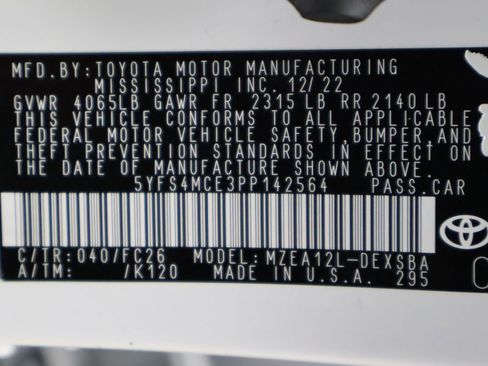 MFD.BY:TOYOTA MOTOR MANUFACTURING
MISSISSIPPI INC. 12/22
GVWR 4065LB GAWR FR 2315 LB RR 2140 LB
THIS VEHICLE CONFORMS TO ALL APPLICABLE
FEDERAL MOTOR VEHICLE SAFETY, BUMPER, AND
THEFT PREVENTION STANDARDS IN EFFECT ON
THE DATE OF MANUFACTURE SHOWN ABOVE.
5YFS4MCE3PP142564 PASS.CAR
C/TR:040/FC26 MODEL:MZEA12L-DEXSBA
A/TM: /K120 MADE IN U.S.A. 295